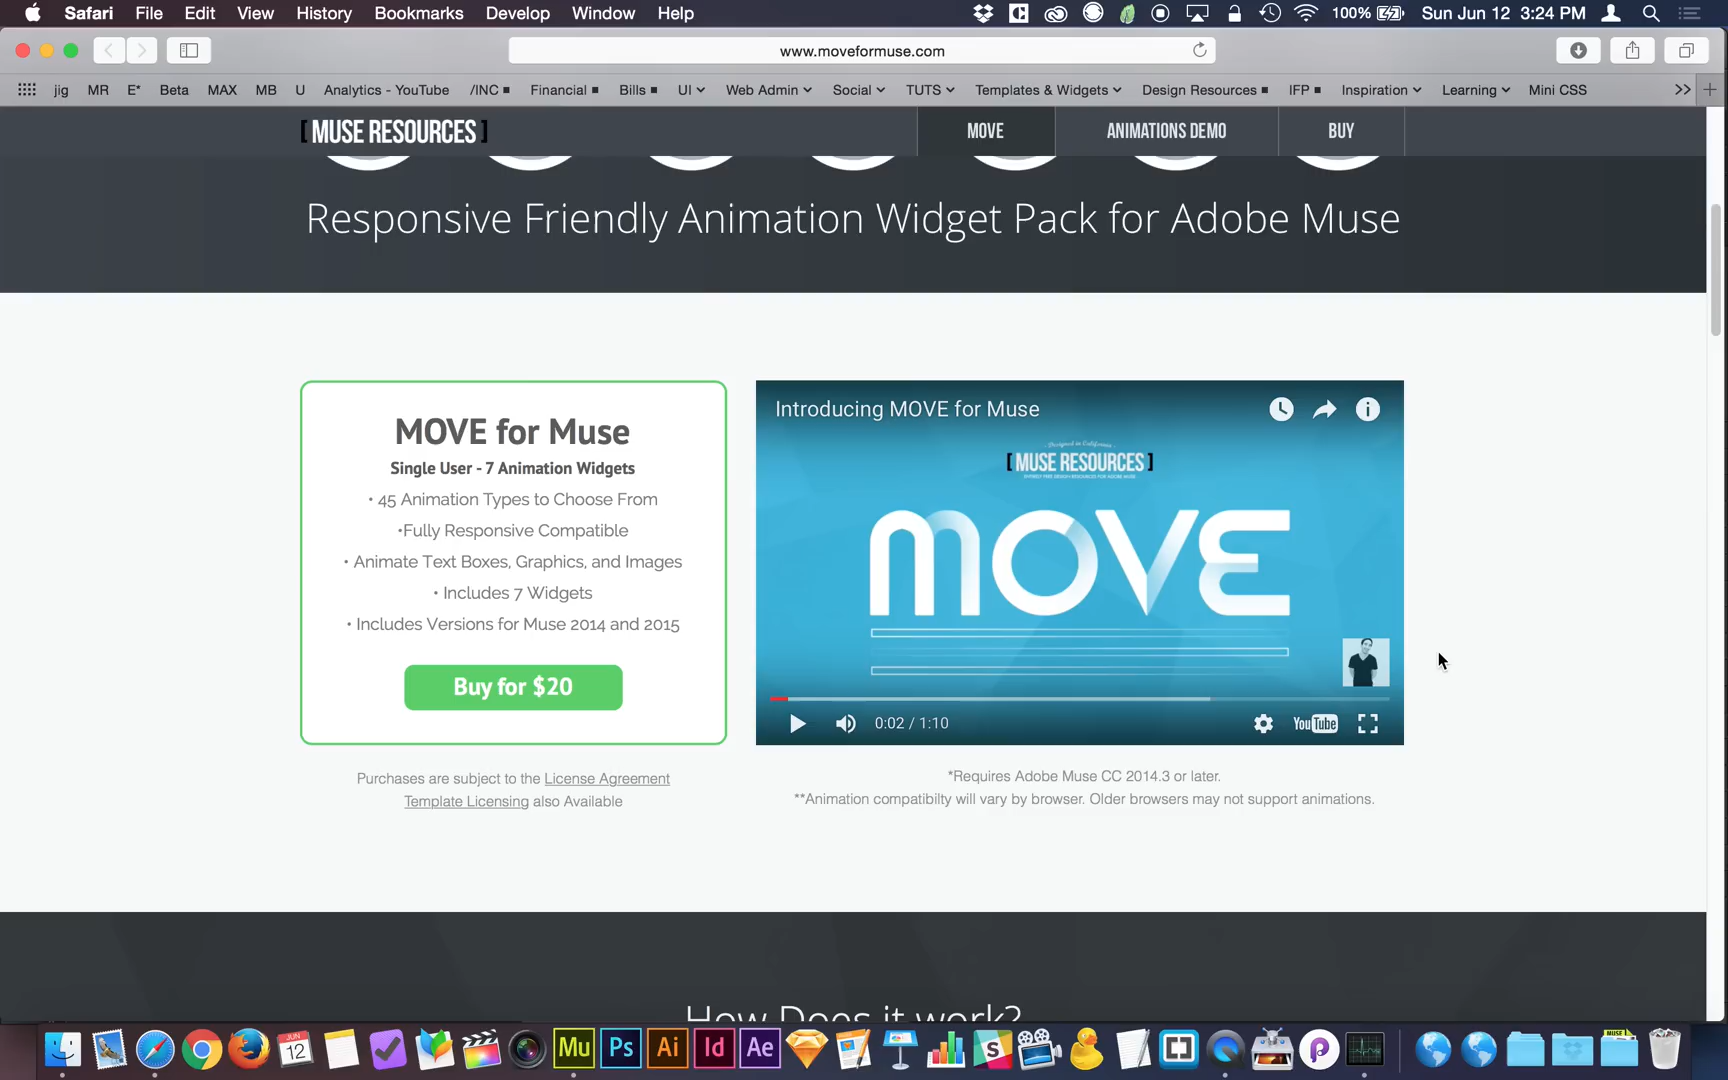 Safari File Edit View History Bookmarks Develop Window Help 100% Sun Jun 12 3:24 PM
www.moveformuse.com
jig MR E* Beta MAX MB U Analytics - YouTube /INC Financial Bills UI Web Admin Social TUTS Templates & Widgets Design Resources IFP Inspiration Learning Mini CSS
[MUSE RESOURCES] MOVE ANIMATIONS DEMO BUY
Responsive Friendly Animation Widget Pack for Adobe Muse
MOVE for Muse
Single User - 7 Animation Widgets
• 45 Animation Types to Choose From
•Fully Responsive Compatible
• Animate Text Boxes, Graphics, and Images
• Includes 7 Widgets
• Includes Versions for Muse 2014 and 2015
Buy for $20
Purchases are subject to the License Agreement
Template Licensing also Available
Introducing MOVE for Muse
- Designed in California -
[MUSE RESOURCES]
MOVE
0:02 / 1:10
YouTube
*Requires Adobe Muse CC 2014.3 or later.
**Animation compatibilty will vary by browser. Older browsers may not support animations.
How Does it work?
JUN
12
Mu Ps Ai Id Ae S
MUSE